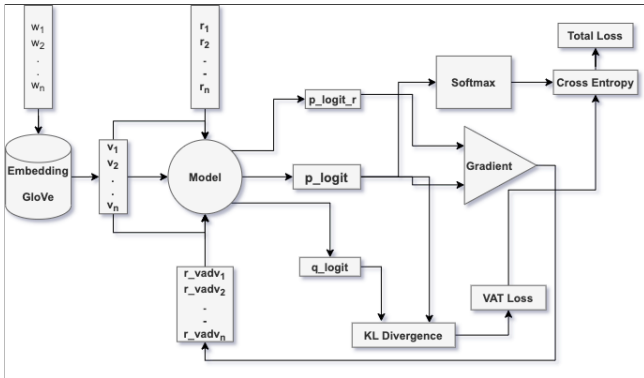 w1
w2
.
.
wn
r1
r2
-
-
rn
Total Loss
Softmax
Cross Entropy
p_logit_r
Embedding
GloVe
v1
v2
.
.
vn
Model
p_logit
Gradient
q_logit
r_vadv1
r_vadv2
-
-
r_vadvn
VAT Loss
KL Divergence